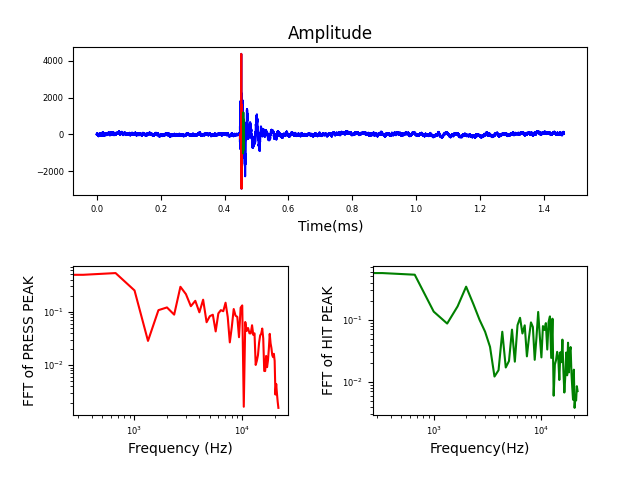 Amplitude
4000
2000
0
−2000
0.0 0.2 0.4 0.6 0.8 1.0 1.2 1.4
Time(ms)
FFT of PRESS PEAK
10⁻¹
10⁻²
10³ 10⁴
Frequency (Hz)
FFT of HIT PEAK
10⁻¹
10⁻²
10³ 10⁴
Frequency(Hz)